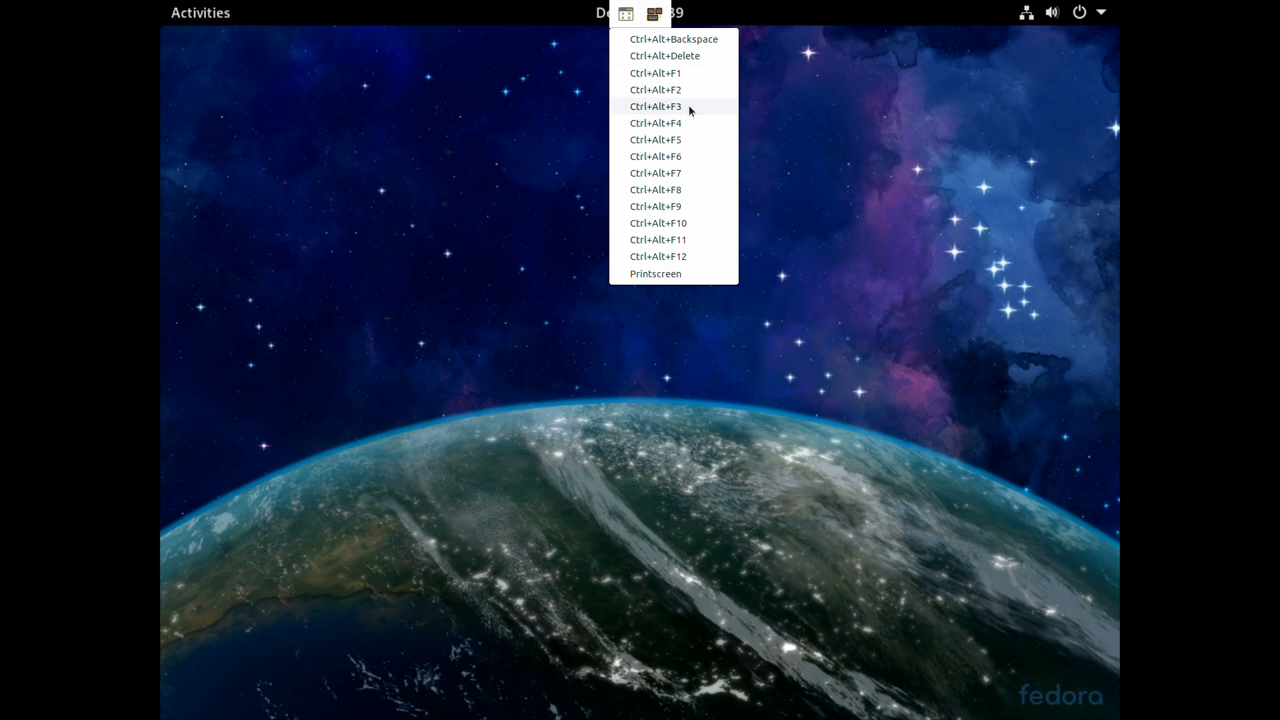 Activities
Ctrl+Alt+Backspace
Ctrl+Alt+Delete
Ctrl+Alt+F1
Ctrl+Alt+F2
Ctrl+Alt+F3
Ctrl+Alt+F4
Ctrl+Alt+F5
Ctrl+Alt+F6
Ctrl+Alt+F7
Ctrl+Alt+F8
Ctrl+Alt+F9
Ctrl+Alt+F10
Ctrl+Alt+F11
Ctrl+Alt+F12
Printscreen
fedora